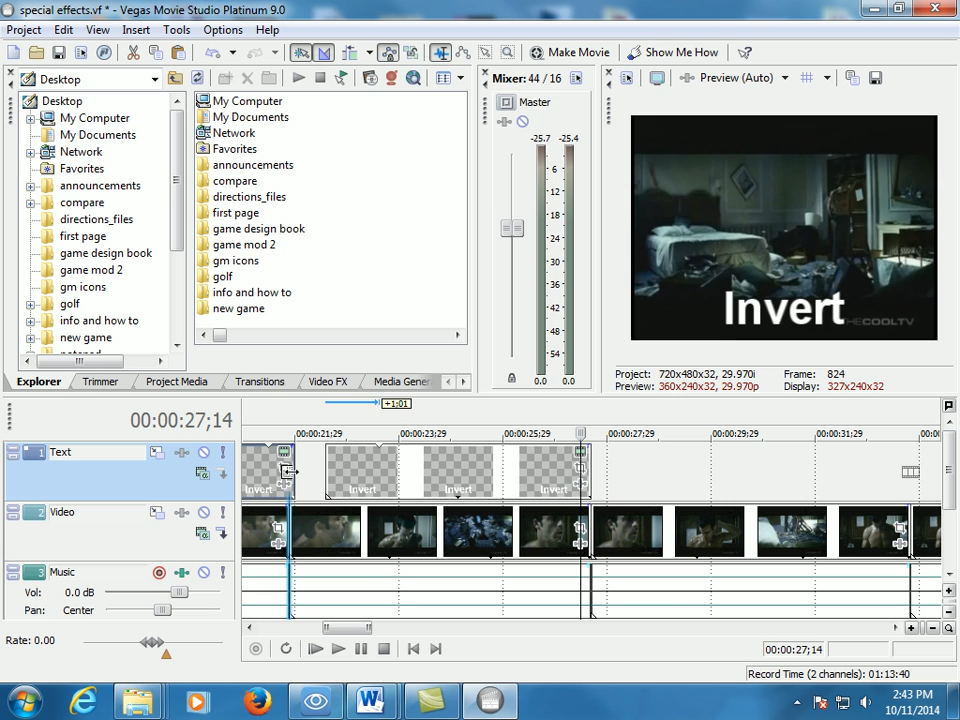 special effects.vf * - Vegas Movie Studio Platinum 9.0
Project Edit View Insert Tools Options Help
Make Movie Show Me How
Desktop
Desktop
My Computer
My Documents
Network
Favorites
announcements
compare
directions_files
first page
game design book
game mod 2
gm icons
golf
info and how to
new game
notepad
My Computer
My Documents
Network
Favorites
announcements
compare
directions_files
first page
game design book
game mod 2
gm icons
golf
info and how to
new game
Explorer Trimmer Project Media Transitions Video FX Media Gener
Mixer: 44 / 16
Master
-25.7 -25.4
6
12
18
24
30
36
42
48
54
0.0 0.0
Preview (Auto)
Invert
THECOOLTV
Project: 720x480x32, 29.970i Frame: 824
Preview: 360x240x32, 29.970p Display: 327x240x32
+1;01
00:00:27;14
00:00:21;29 00:00:23;29 00:00:25;29 00:00:27;29 00:00:29;29 00:00:31;29 00:00
1 Text
Invert Invert Invert Invert
2 Video
3 Music
Vol: 0.0 dB
Pan: Center
Rate: 0.00
00:00:27;14
Record Time (2 channels): 01:13:40
2:43 PM
10/11/2014